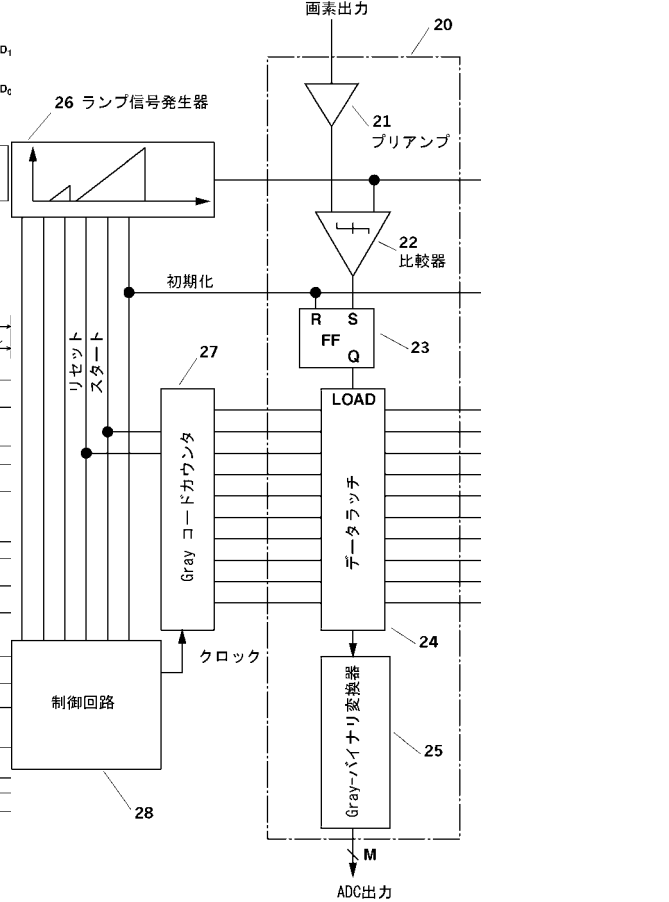 画素出力
20
D1
D0
26 ランプ信号発生器
21
プリアンプ
22
比較器
初期化
R S
FF
Q
23
27
リセット
スタート
LOAD
Gray コードカウンタ
データラッチ
24
クロック
制御回路
Gray-バイナリ変換器
25
28
M
ADC出力